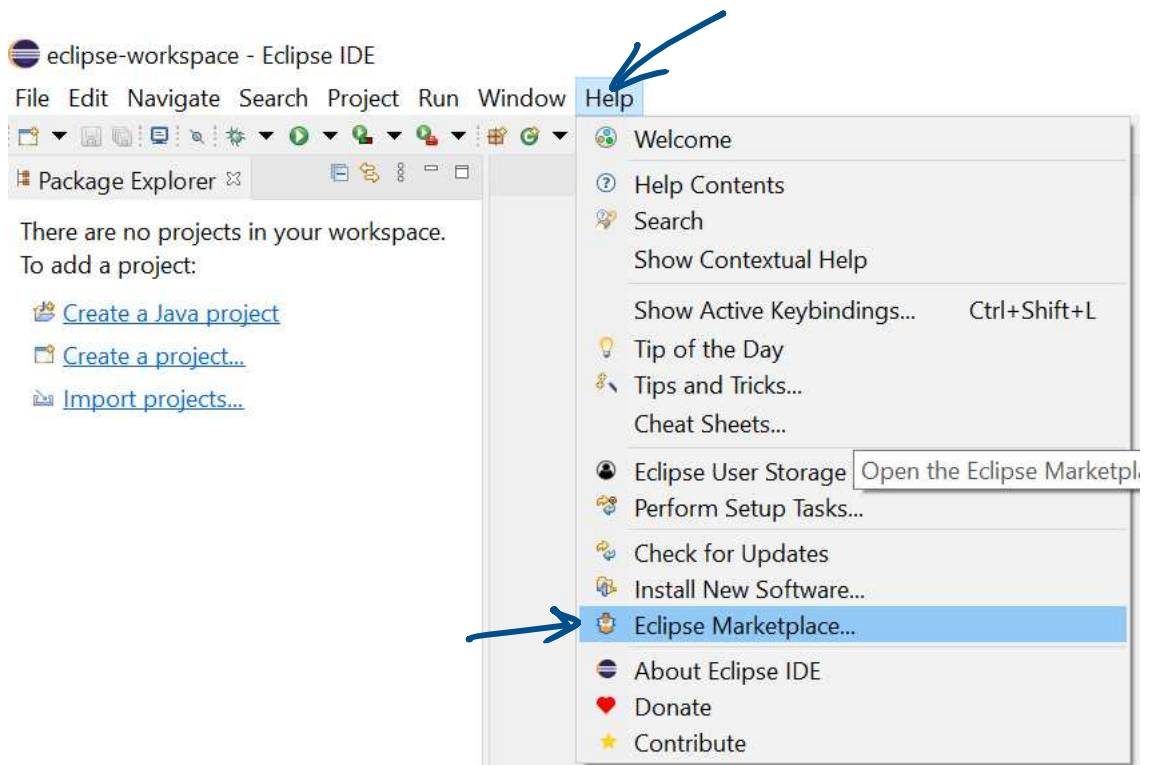 eclipse-workspace - Eclipse IDE
File Edit Navigate Search Project Run Window Help
Package Explorer
There are no projects in your workspace.
To add a project:
Create a Java project
Create a project...
Import projects...
Welcome
Help Contents
Search
Show Contextual Help
Show Active Keybindings... Ctrl+Shift+L
Tip of the Day
Tips and Tricks...
Cheat Sheets...
Eclipse User Storage
Open the Eclipse Marketpl
Perform Setup Tasks...
Check for Updates
Install New Software...
Eclipse Marketplace...
About Eclipse IDE
Donate
Contribute